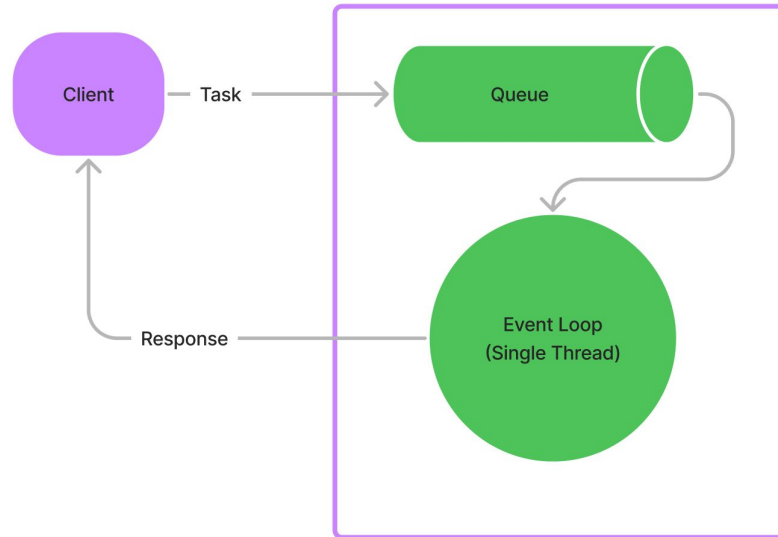 Client
Task
Queue
Event Loop
(Single Thread)
Response